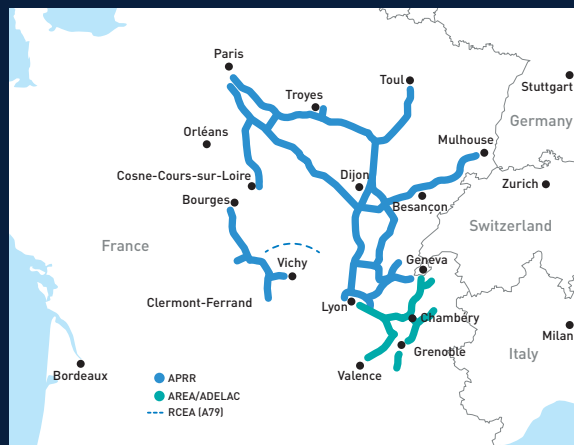 Paris
Troyes
Toul
Stuttgart
Germany
Orléans
Mulhouse
Cosne-Cours-sur-Loire
Dijon
Zurich
Bourges
Besançon
Switzerland
France
Vichy
Geneva
Clermont-Ferrand
Lyon
Chambéry
Milan
Grenoble
Italy
Bordeaux
Valence
APRR
AREA/ADELAC
RCEA (A79)